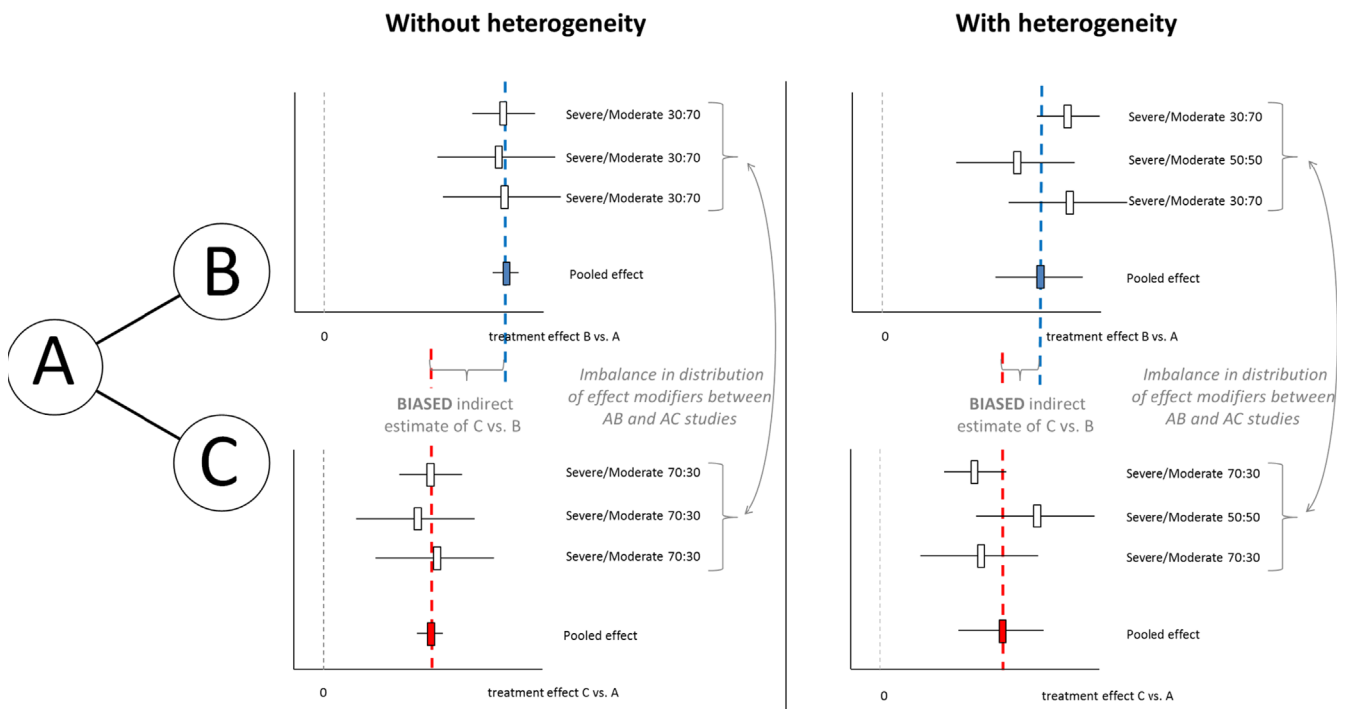 Without heterogeneity
Severe/Moderate 30:70
Severe/Moderate 30:70
Severe/Moderate 30:70
Pooled effect
0
treatment effect B vs. A
B
A
C
BIASED indirect
estimate of C vs. B
Imbalance in distribution
of effect modifiers between
AB and AC studies
Severe/Moderate 70:30
Severe/Moderate 70:30
Severe/Moderate 70:30
Pooled effect
0
treatment effect C vs. A
With heterogeneity
Severe/Moderate 30:70
Severe/Moderate 50:50
Severe/Moderate 30:70
Pooled effect
0
treatment effect B vs. A
BIASED indirect
estimate of C vs. B
Imbalance in distribution
of effect modifiers between
AB and AC studies
Severe/Moderate 70:30
Severe/Moderate 50:50
Severe/Moderate 70:30
Pooled effect
0
treatment effect C vs. A